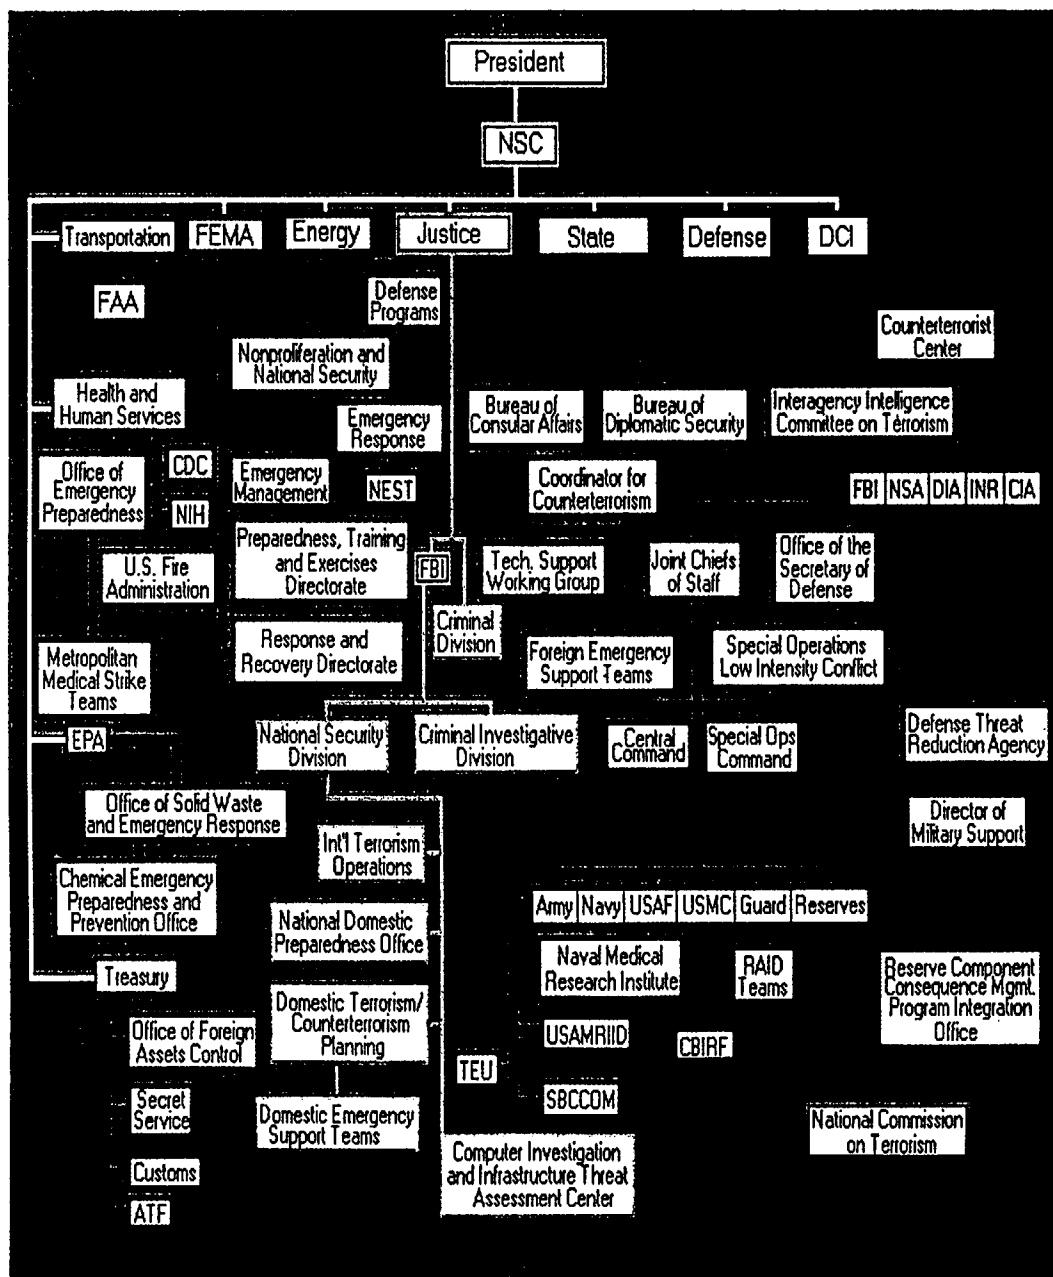 President
NSC
Transportation
FEMA
Energy
Justice
State
Defense
DCI
FAA
Defense
Programs
Counterterrorist
Center
Nonproliferation and
National Security
Health and
Human Services
Emergency
Response
Bureau of
Consular Affairs
Bureau of
Diplomatic Security
Interagency Intelligence
Committee on Terrorism
Office of
Emergency
Preparedness
CDC
NIH
Emergency
Management
NEST
Coordinator for
Counterterrorism
FBI NSA DIA INR CIA
U.S. Fire
Administration
Preparedness, Training
and Exercises
Directorate
FBI
Tech. Support
Working Group
Joint Chiefs
of Staff
Office of the
Secretary of
Defense
Criminal
Division
Response and
Recovery Directorate
Foreign Emergency
Support Teams
Special Operations
Low Intensity Conflict
Metropolitan
Medical Strike
Teams
EPA
National Security
Division
Criminal Investigative
Division
Central
Command
Special Ops
Command
Defense Threat
Reduction Agency
Office of Solid Waste
and Emergency Response
Director of
Military Support
Int'l Terrorism
Operations
Chemical Emergency
Preparedness and
Prevention Office
Army Navy USAF USMC Guard Reserves
National Domestic
Preparedness Office
Naval Medical
Research Institute
RAID
Teams
Reserve Component
Consequence Mgmt.
Program Integration
Office
Treasury
Domestic Terrorism/
Counterterrorism
Planning
Office of Foreign
Assets Control
USAMRIID
CBIRF
TEU
SBCCOM
Secret
Service
Domestic Emergency
Support Teams
National Commission
on Terrorism
Computer Investigation
and Infrastructure Threat
Assessment Center
Customs
ATF